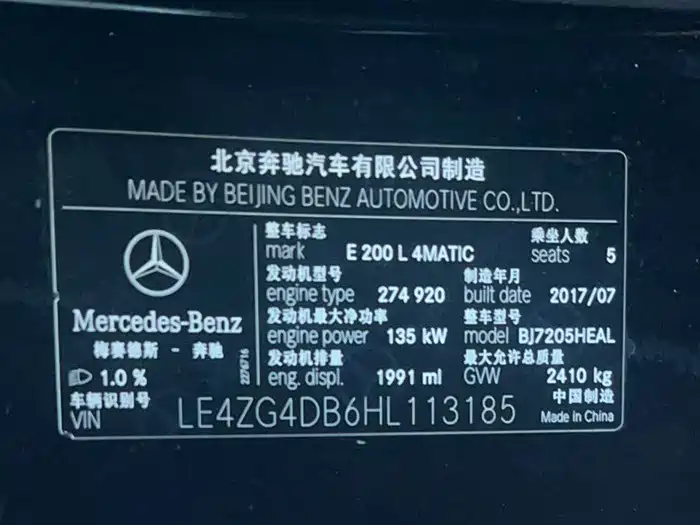 北京奔驰汽车有限公司制造
MADE BY BEIJING BENZ AUTOMOTIVE CO.,LTD.
整车标志 乘坐人数
mark E 200 L 4MATIC seats 5
发动机型号 制造年月
engine type 274 920 built date 2017/07
发动机最大净功率 整车型号
engine power 135 kW model BJ7205HEAL
发动机排量 最大允许总质量
eng. displ. 1991 ml GVW 2410 kg
Mercedes-Benz
梅赛德斯 - 奔驰
1.0 %
2276716
车辆识别号 中国制造
VIN LE4ZG4DB6HL113185 Made in China